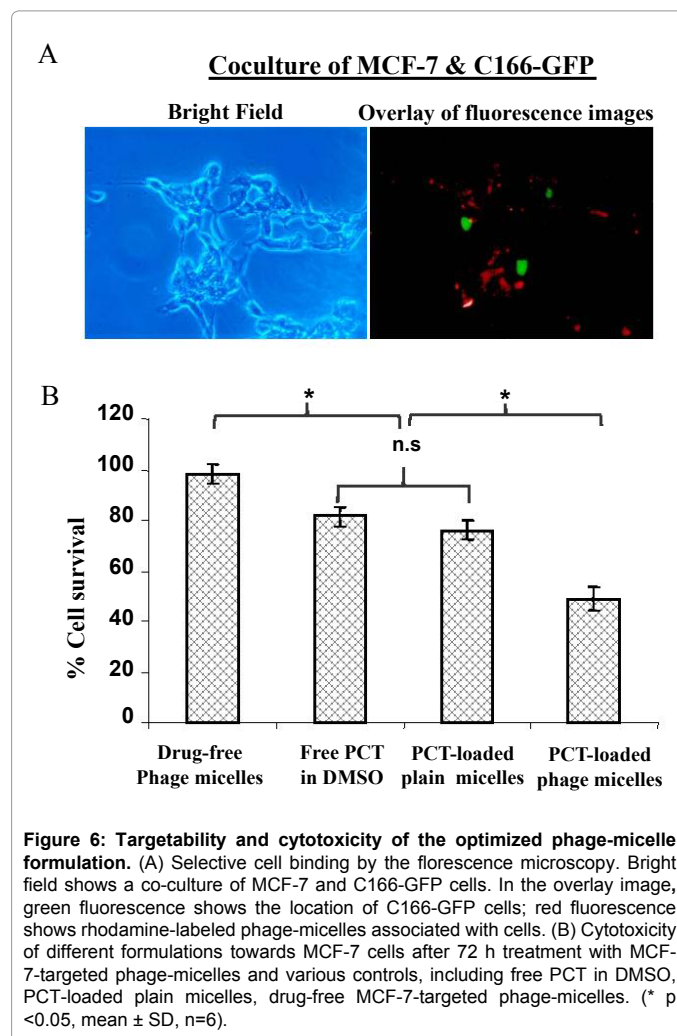 A
Coculture of MCF-7 & C166-GFP
Bright Field
Overlay of fluorescence images
B
*
*
n.s
120
100
80
60
40
20
0
% Cell survival
Drug-free
Phage micelles
Free PCT
in DMSO
PCT-loaded
plain micelles
PCT-loaded
phage micelles
Figure 6: Targetability and cytotoxicity of the optimized phage-micelle
formulation. (A) Selective cell binding by the florescence microscopy. Bright
field shows a co-culture of MCF-7 and C166-GFP cells. In the overlay image,
green fluorescence shows the location of C166-GFP cells; red fluorescence
shows rhodamine-labeled phage-micelles associated with cells. (B) Cytotoxicity
of different formulations towards MCF-7 cells after 72 h treatment with MCF-
7-targeted phage-micelles and various controls, including free PCT in DMSO,
PCT-loaded plain micelles, drug-free MCF-7-targeted phage-micelles. (* p
<0.05, mean ± SD, n=6).